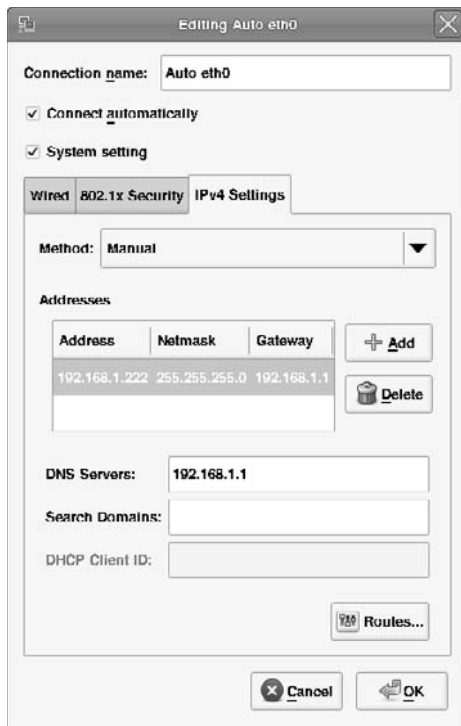 Editing Auto eth0
Connection name: Auto eth0
Connect automatically
System setting
Wired 802.1x Security IPv4 Settings
Method: Manual
Addresses
Address Netmask Gateway
192.168.1.222 255.255.255.0 192.168.1.1
Add
Delete
DNS Servers: 192.168.1.1
Search Domains:
DHCP Client ID:
Routes...
Cancel OK